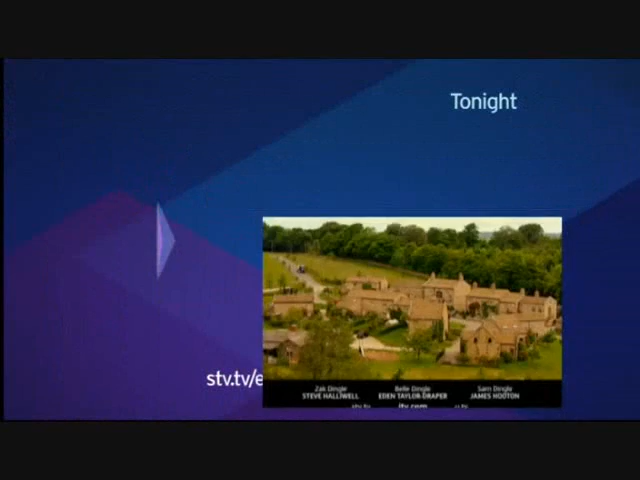 Tonight
stv.tv/e
Zak Dingle Belle Dingle Sam Dingle
STEVE HALLIWELL EDEN TAYLOR-DRAPER JAMES HOOTON
itv.com